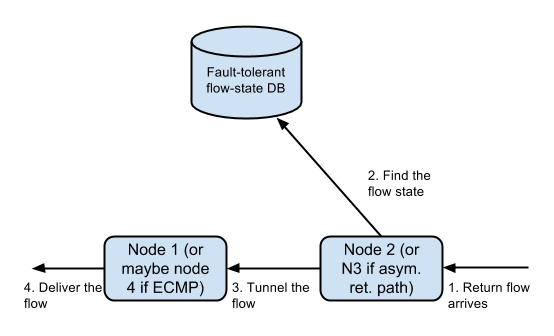 Fault-tolerant
flow-state DB
2. Find the
flow state
Node 1 (or
maybe node
4 if ECMP)
Node 2 (or
N3 if asym.
ret. path)
4. Deliver the
flow
3. Tunnel the
flow
1. Return flow
arrives